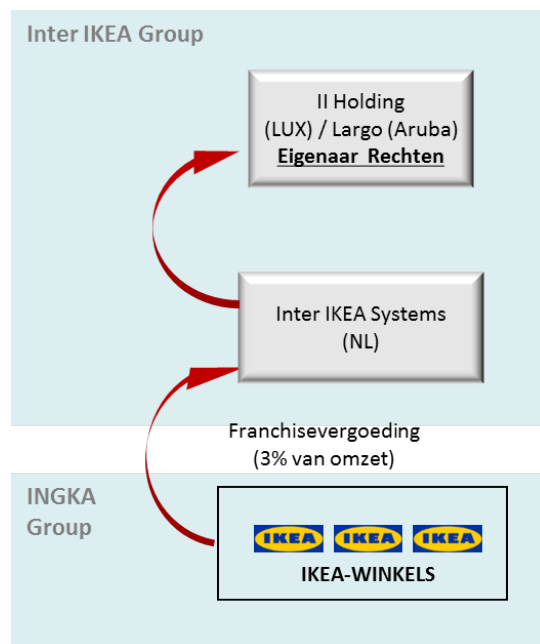 Inter IKEA Group
II Holding
(LUX) / Largo (Aruba)
Eigenaar Rechten
Inter IKEA Systems
(NL)
Franchisevergoeding
(3% van omzet)
INGKA
Group
IKEA IKEA IKEA
IKEA-WINKELS